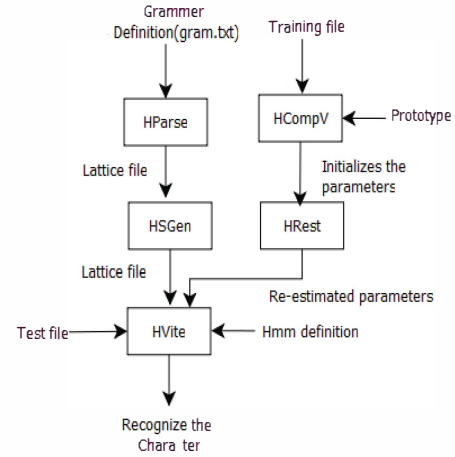 Grammer
Definition(gram.txt)
Training file
HParse
HCompV
Prototype
Lattice file
Initializes the
parameters
HSGen
HRest
Lattice file
Re-estimated parameters
Test file
HVite
Hmm definition
Recognize the
Chara ter